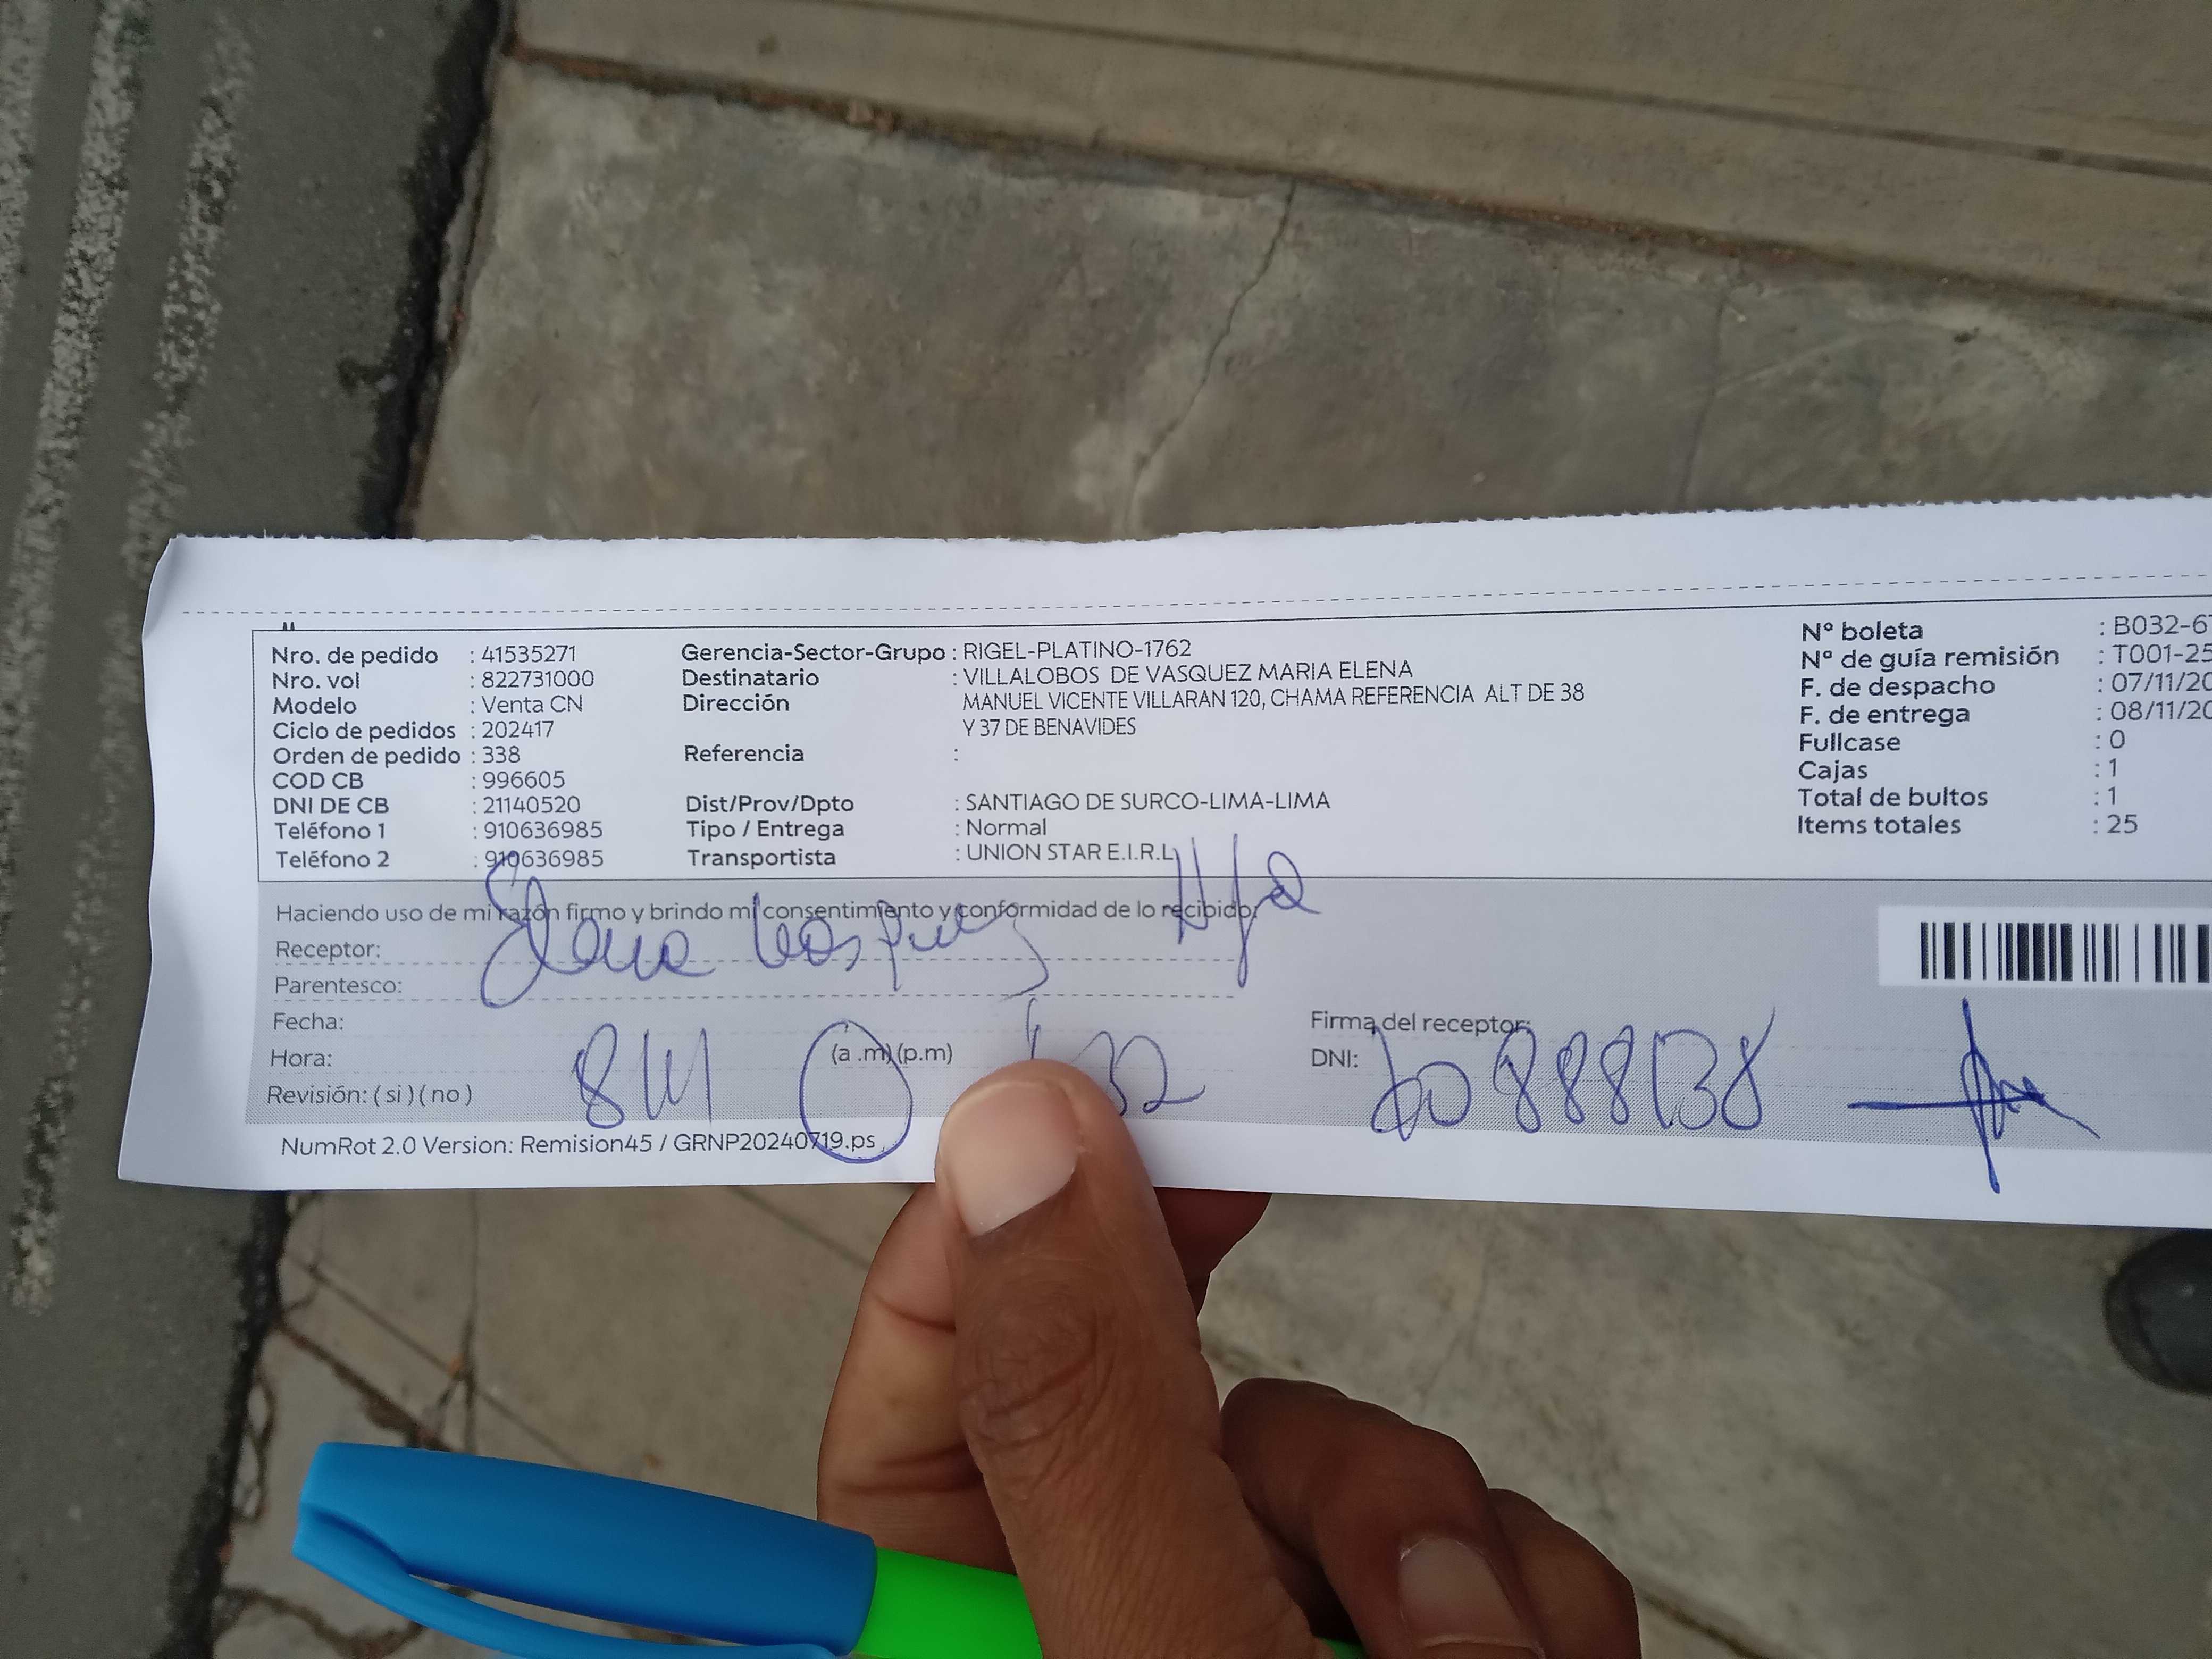 Nro. de pedido : 41535271
Nro. vol : 822731000
Modelo : Venta CN
Ciclo de pedidos : 202417
Orden de pedido : 338
COD CB : 996605
DNI DE CB : 21140520
Teléfono 1 : 910636985
Teléfono 2 : 910636985
Gerencia-Sector-Grupo : RIGEL-PLATINO-1762
Destinatario : VILLALOBOS DE VASQUEZ MARIA ELENA
Dirección MANUEL VICENTE VILLARAN 120, CHAMA REFERENCIA ALT DE 38
Y 37 DE BENAVIDES
Referencia :
Dist/Prov/Dpto : SANTIAGO DE SURCO-LIMA-LIMA
Tipo / Entrega : Normal
Transportista : UNION STAR E.I.R.L
Nº boleta : B032-6
Nº de guía remisión : T001-25
F. de despacho : 07/11/20
F. de entrega : 08/11/20
Fullcase : 0
Cajas : 1
Total de bultos : 1
Items totales : 25
Haciendo uso de mi razón firmo y brindo mi consentimiento y conformidad de lo recibido.
Receptor: Elena Vasquez
Parentesco:
Fecha:
Hora: (a .m) (p.m)
Revisión: ( si ) ( no )
Firma del receptor:
DNI:
NumRot 2.0 Version: Remision45 / GRNP20240719.ps